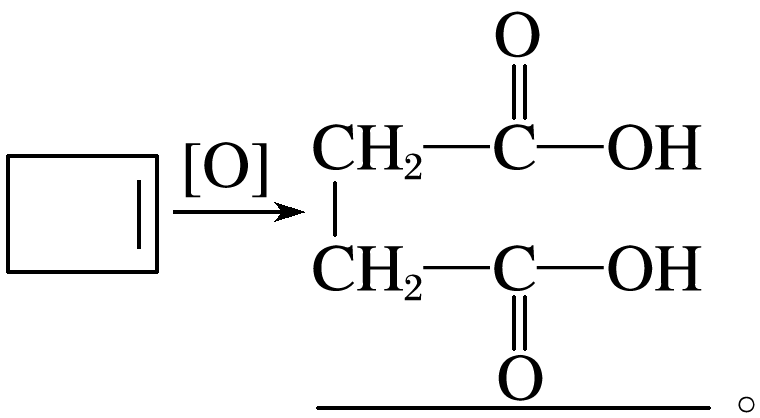 O
[O] CH₂—C—OH
CH₂—C—OH
O 。